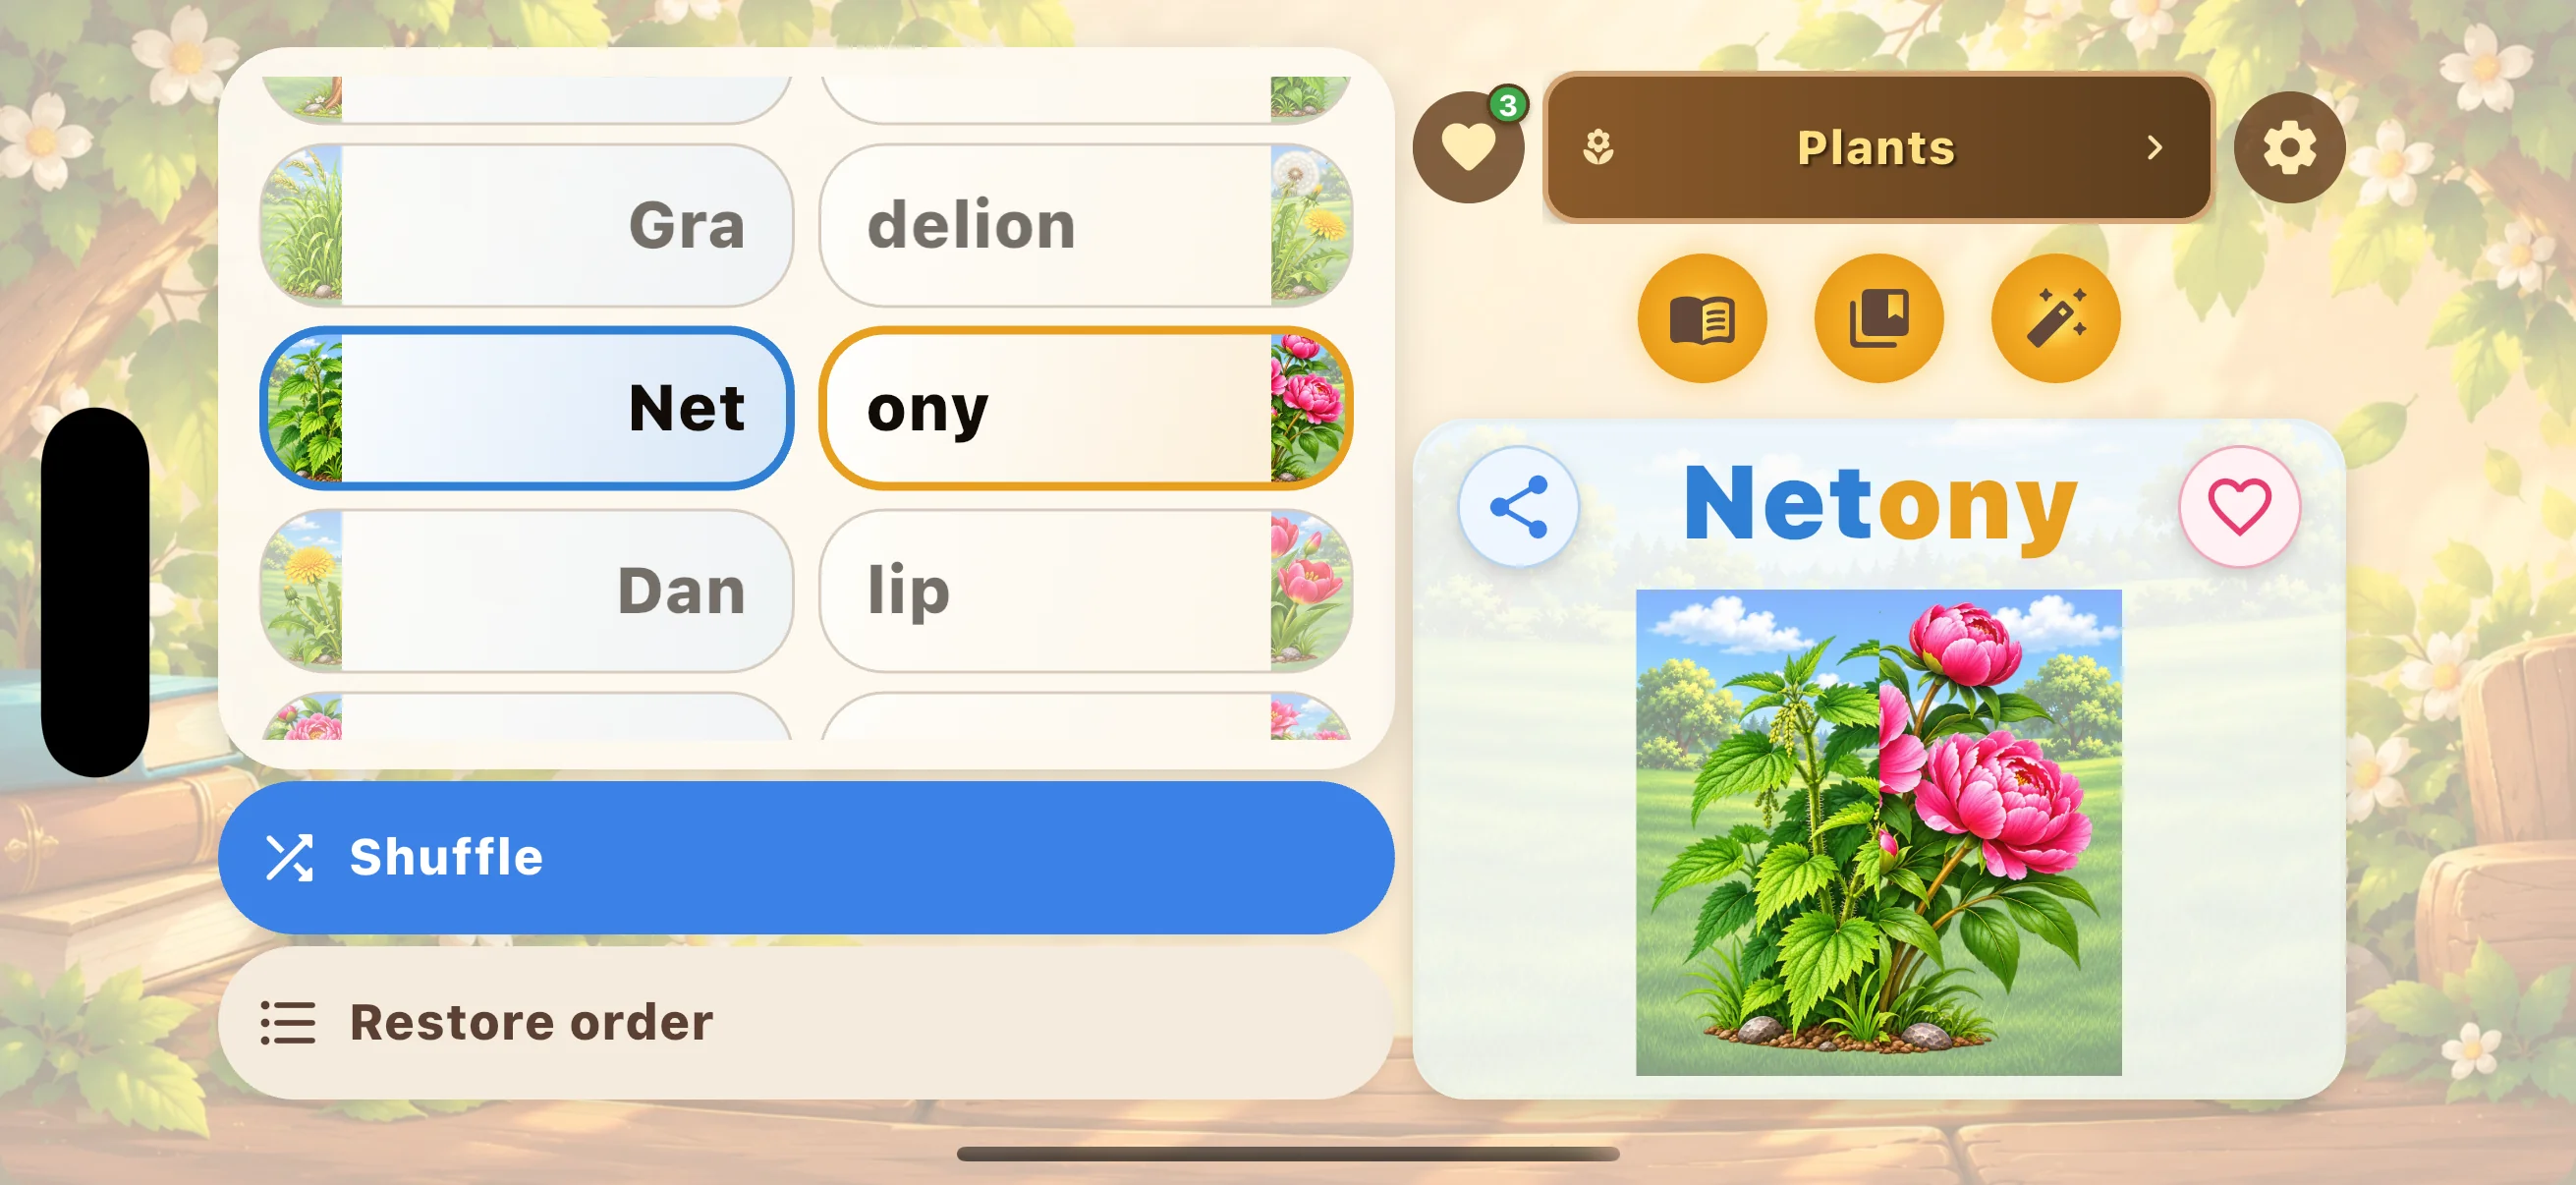 Gra
delion
Net
ony
Dan
lip
Shuffle
Restore order
3
Plants
Netony